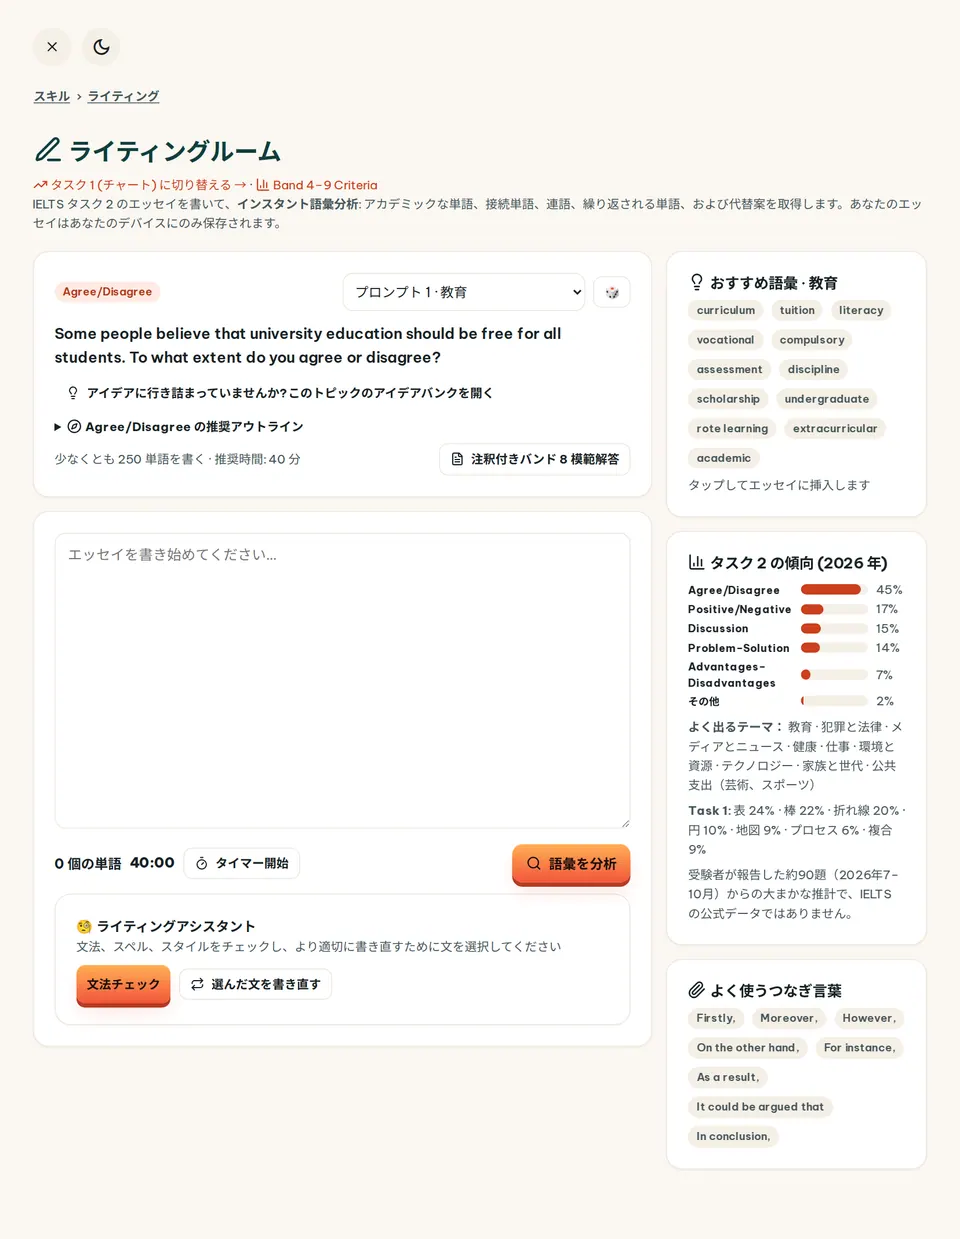 スキル › ライティング
ライティングルーム
タスク 1 (チャート) に切り替える → · Band 4–9 Criteria
IELTS タスク 2 のエッセイを書いて、インスタント語彙分析: アカデミックな単語、接続単語、連語、繰り返される単語、および代替案を取得します。あなたのエッ
セイはあなたのデバイスにのみ保存されます。
Agree/Disagree
プロンプト 1 · 教育
Some people believe that university education should be free for all
students. To what extent do you agree or disagree?
アイデアに行き詰まっていませんか? このトピックのアイデアバンクを開く
Agree/Disagree の推奨アウトライン
少なくとも 250 単語を書く · 推奨時間: 40 分
注釈付きバンド 8 模範解答
エッセイを書き始めてください...
0 個の単語 40:00 タイマー開始
語彙を分析
ライティングアシスタント
文法、スペル、スタイルをチェックし、より適切に書き直すために文を選択してください
文法チェック
選んだ文を書き直す
おすすめ語彙 · 教育
curriculum tuition literacy
vocational compulsory
assessment discipline
scholarship undergraduate
rote learning extracurricular
academic
タップしてエッセイに挿入します
タスク 2 の傾向 (2026 年)
Agree/Disagree 45%
Positive/Negative 17%
Discussion 15%
Problem-Solution 14%
Advantages-
Disadvantages 7%
その他 2%
よく出るテーマ： 教育 · 犯罪と法律 · メ
ディアとニュース · 健康 · 仕事 · 環境と
資源 · テクノロジー · 家族と世代 · 公共
支出（芸術、スポーツ）
Task 1: 表 24% · 棒 22% · 折れ線 20% ·
円 10% · 地図 9% · プロセス 6% · 複合
9%
受験者が報告した約90題（2026年7–
10月）からの大まかな推計で、IELTS
の公式データではありません。
よく使うつなぎ言葉
Firstly, Moreover, However,
On the other hand, For instance,
As a result,
It could be argued that
In conclusion,